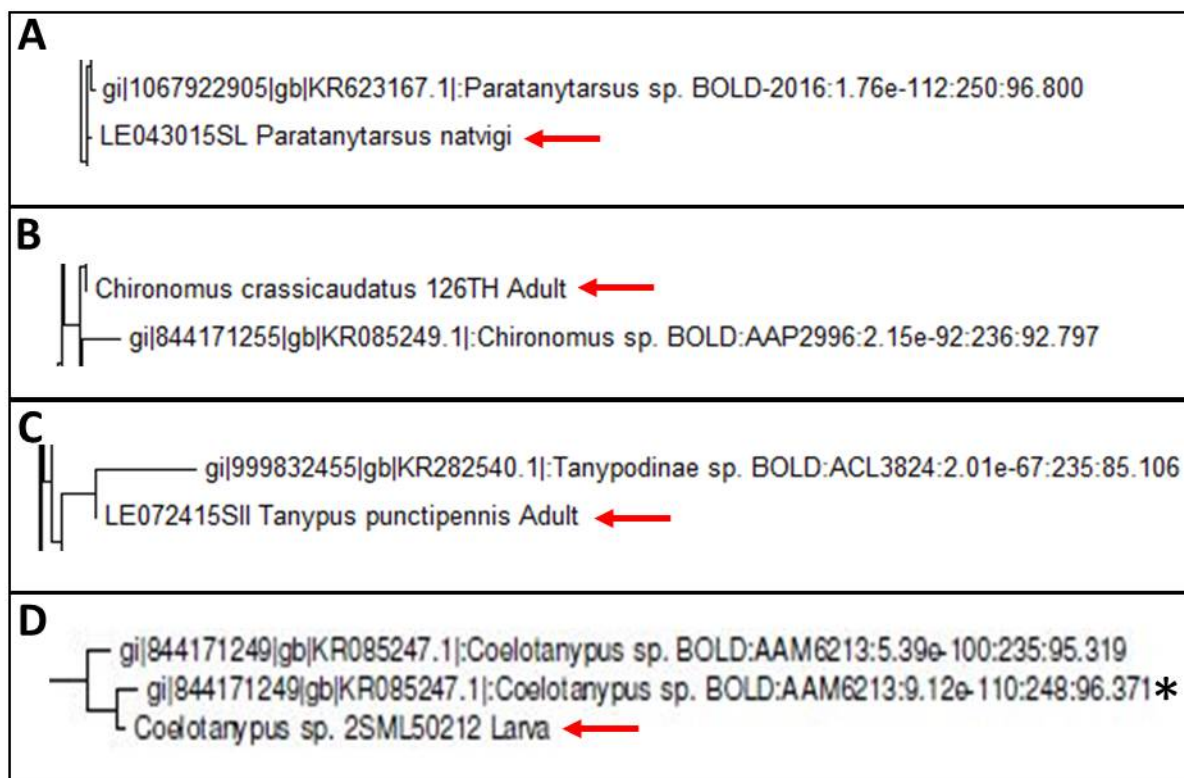 A
gi|1067922905|gb|KR623167.1|:Paratanytarsus sp. BOLD-2016:1.76e-112:250:96.800
LE043015SL Paratanytarsus natvigi
B
Chironomus crassicaudatus 126TH Adult
gi|844171255|gb|KR085249.1|:Chironomus sp. BOLD:AAP2996:2.15e-92:236:92.797
C
gi|999832455|gb|KR282540.1|:Tanypodinae sp. BOLD:ACL3824:2.01e-67:235:85.106
LE072415SII Tanypus punctipennis Adult
D
gi|844171249|gb|KR085247.1|:Coelotanypus sp. BOLD:AAM6213:5.39e-100:235:95.319
gi|844171249|gb|KR085247.1|:Coelotanypus sp. BOLD:AAM6213:9.12e-110:248:96.371*
Coelotanypus sp. 2SML50212 Larva